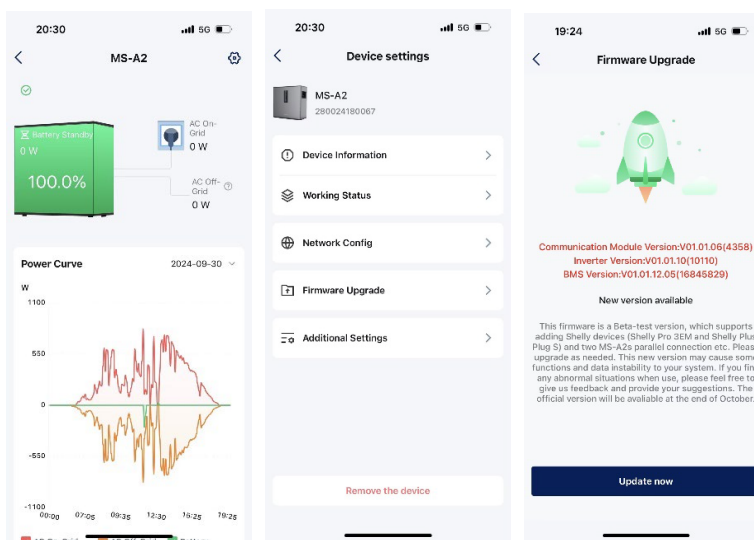 20:30
5G
MS-A2
Battery Standby
0 W
100.0%
AC On-
Grid
0 W
AC Off-
Grid
0 W
Power Curve
2024-09-30
W
1100
550
0
-550
-1100
00:00 07:05 09:35 12:30 16:25 19:25
20:30
5G
Device settings
MS-A2
280024180067
Device Information
Working Status
Network Config
Firmware Upgrade
Additional Settings
Remove the device
19:24
5G
Firmware Upgrade
Communication Module Version:V01.01.06(4358)
Inverter Version:V01.01.10(10110)
BMS Version:V01.01.12.05(16845829)
New version available
This firmware is a Beta-test version, which supports
adding Shelly devices (Shelly Pro 3EM and Shelly Plus
Plug S) and two MS-A2s parallel connection etc. Pleas
upgrade as needed. This new version may cause some
functions and data instability to your system. If you fin
any abnormal situations when use, please feel free to
give us feedback and provide your suggestions. The
official version will be avaliable at the end of October.
Update now